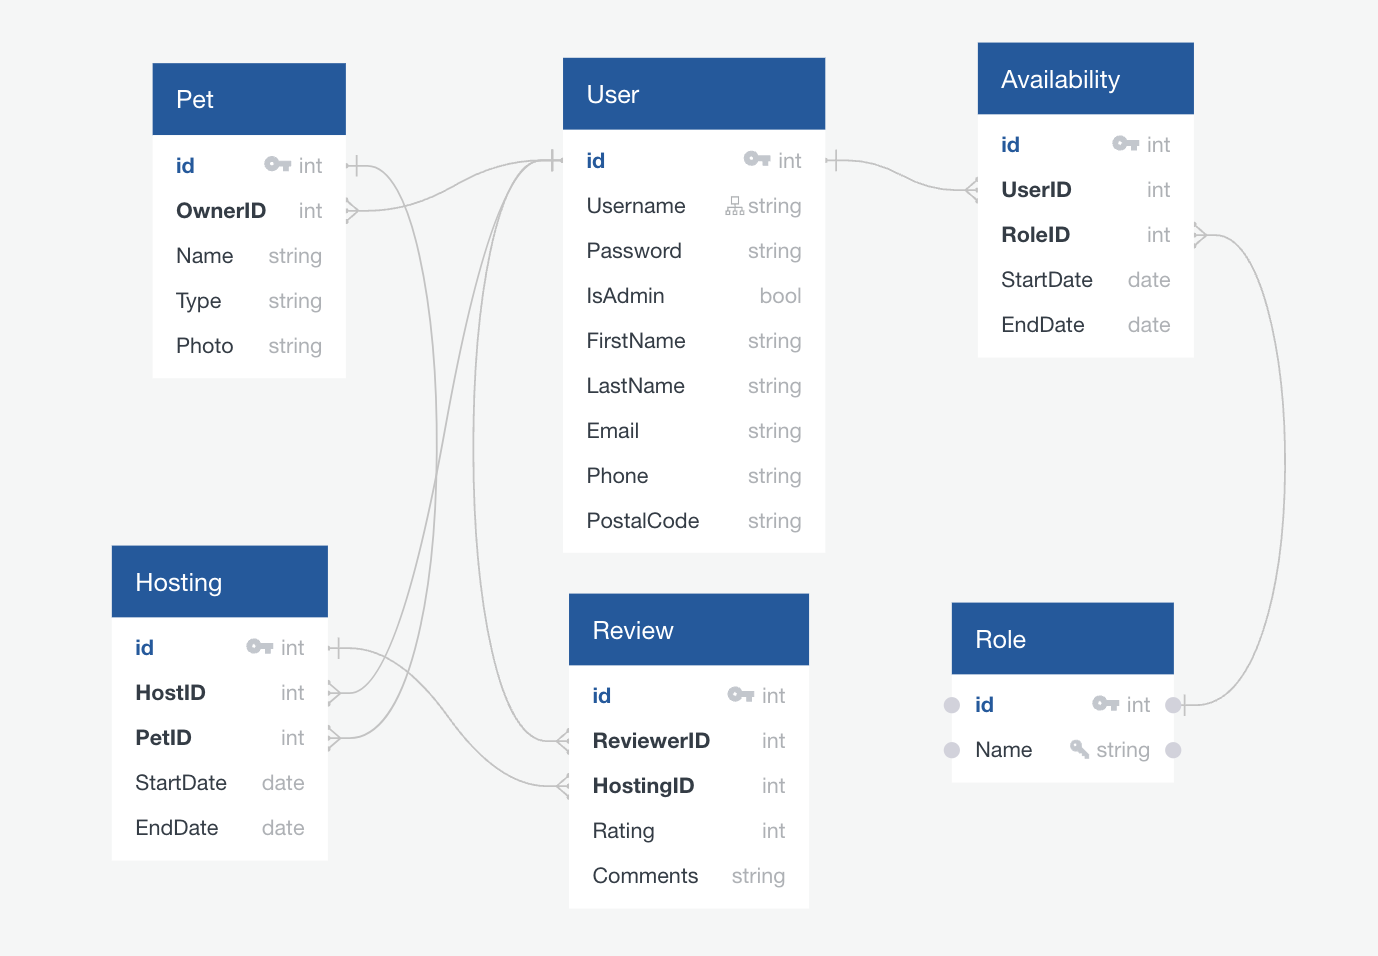 Pet
id int
OwnerID int
Name string
Type string
Photo string
User
id int
Username string
Password string
IsAdmin bool
FirstName string
LastName string
Email string
Phone string
PostalCode string
Availability
id int
UserID int
RoleID int
StartDate date
EndDate date
Hosting
id int
HostID int
PetID int
StartDate date
EndDate date
Review
id int
ReviewerID int
HostingID int
Rating int
Comments string
Role
id int
Name string